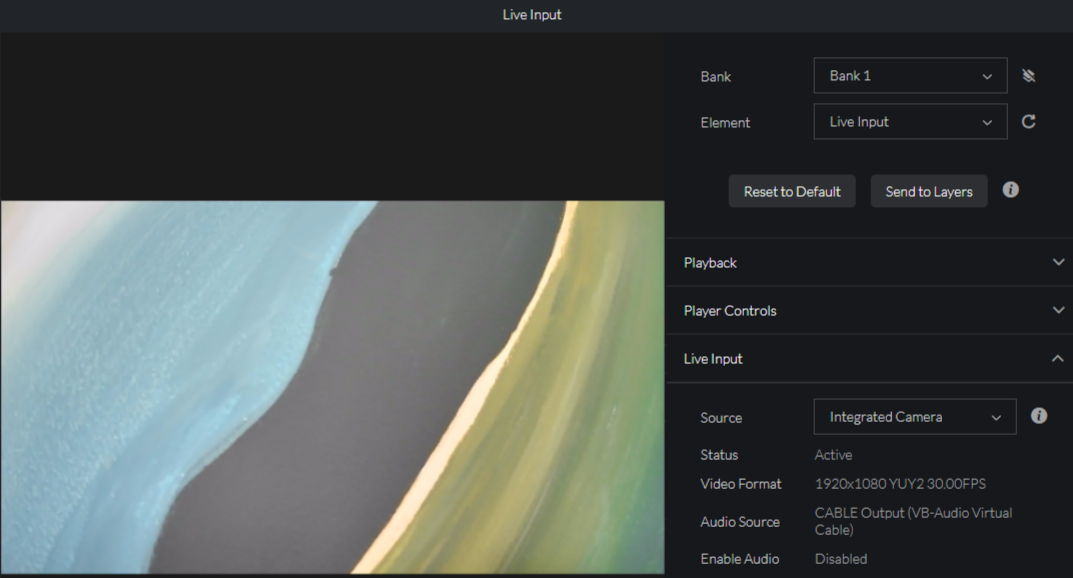 Live Input
Bank
Bank 1
Element
Live Input
Reset to Default
Send to Layers
Playback
Player Controls
Live Input
Source
Integrated Camera
Status
Active
Video Format
1920x1080 YUY2 30.00FPS
Audio Source
CABLE Output (VB-Audio Virtual
Cable)
Enable Audio
Disabled